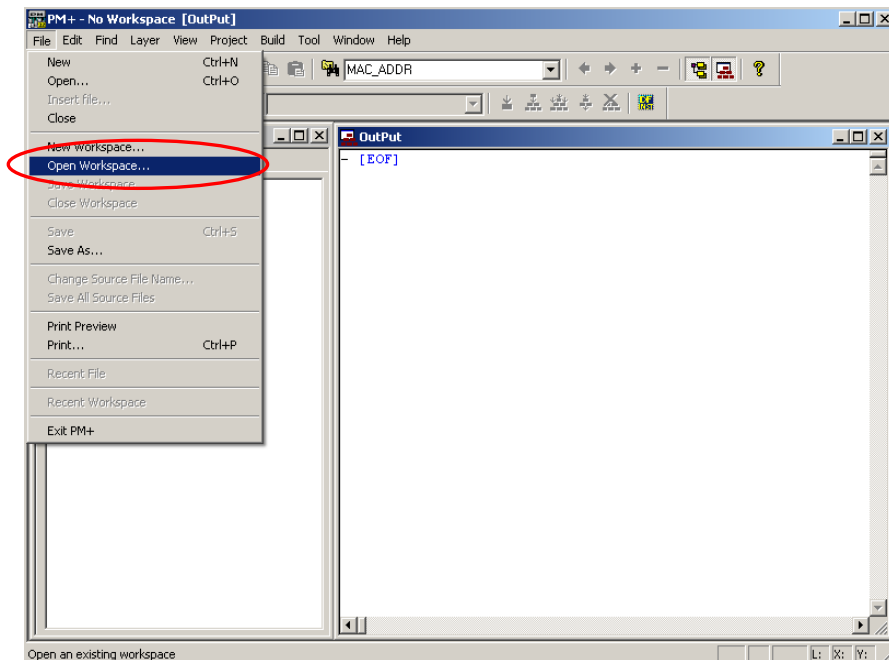 PM+ - No Workspace [OutPut]
File Edit Find Layer View Project Build Tool Window Help
New Ctrl+N
Open... Ctrl+O
Insert file...
Close
New Workspace...
Open Workspace...
Save Workspace
Close Workspace
Save Ctrl+S
Save As...
Change Source File Name...
Save All Source Files
Print Preview
Print... Ctrl+P
Recent File
Recent Workspace
Exit PM+
MAC_ADDR
OutPut
[EOF]
Open an existing workspace
L: X: Y: